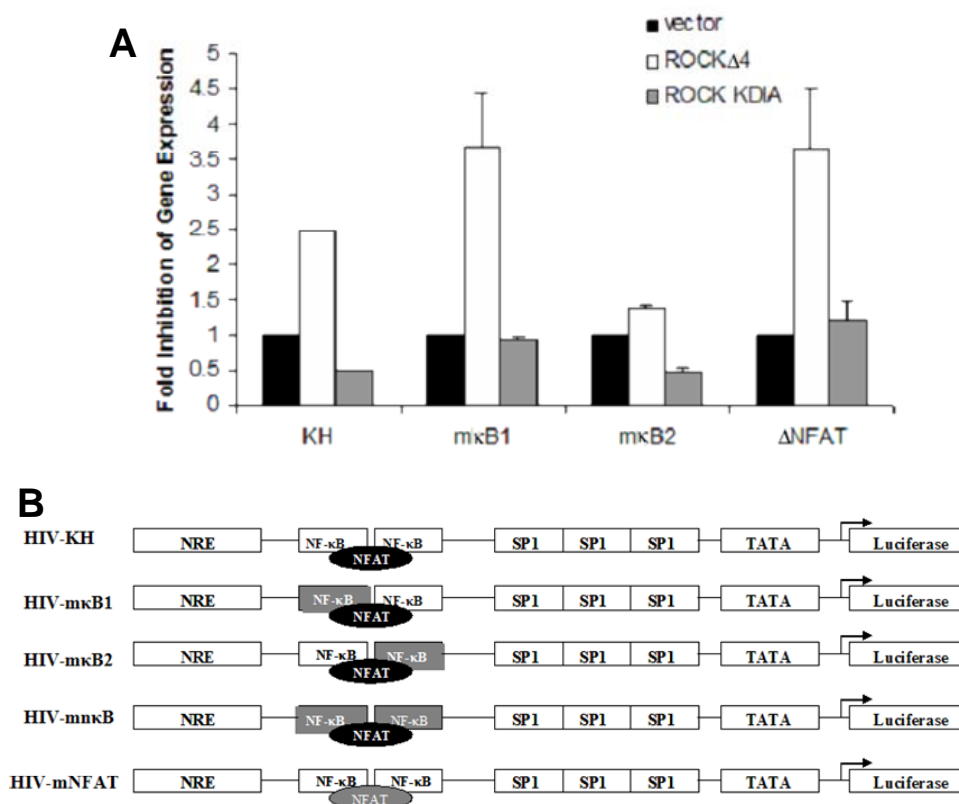 A
vector
ROCKΔ4
ROCK KDIA
Fold Inhibition of Gene Expression
5
4.5
4
3.5
3
2.5
2
1.5
1
0.5
0
KH
mκB1
mκB2
ΔNFAT
B
HIV-KH
NRE NF-κB NF-κB SP1 SP1 SP1 TATA Luciferase
NFAT
HIV-mκB1
NRE NF-κB NF-κB SP1 SP1 SP1 TATA Luciferase
NFAT
HIV-mκB2
NRE NF-κB NF-κB SP1 SP1 SP1 TATA Luciferase
NFAT
HIV-mnκB
NRE NF-κB NF-κB SP1 SP1 SP1 TATA Luciferase
NFAT
HIV-mNFAT
NRE NF-κB NF-κB SP1 SP1 SP1 TATA Luciferase
NFAT